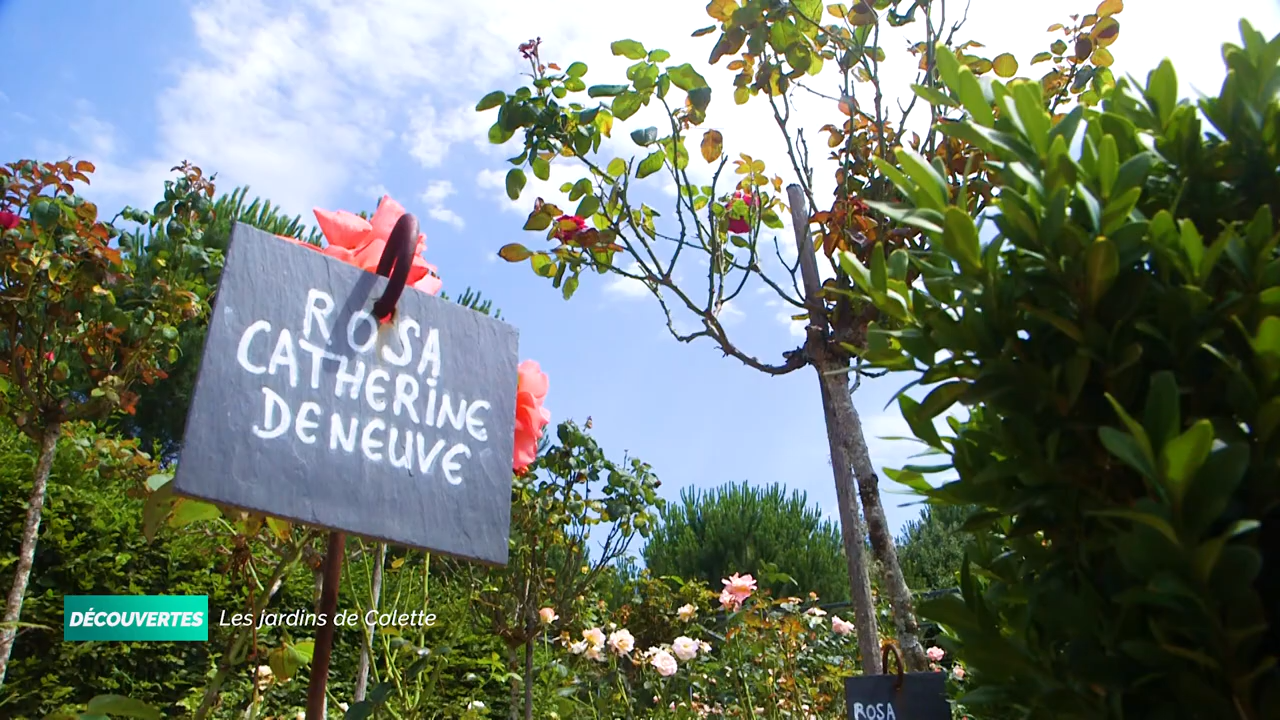 ROSA
CATHERINE
DENEUVE
DÉCOUVERTES Les jardins de Colette
ROSA